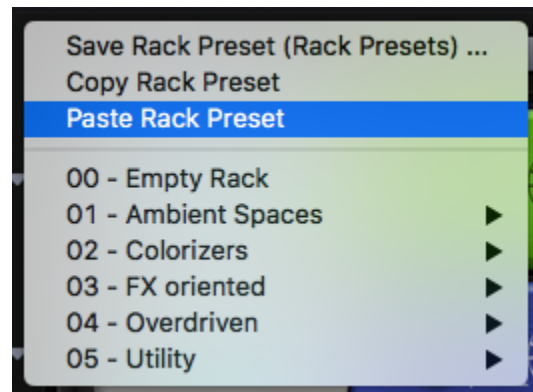 Save Rack Preset (Rack Presets) ...
Copy Rack Preset
Paste Rack Preset
00 - Empty Rack
01 - Ambient Spaces
02 - Colorizers
03 - FX oriented
04 - Overdriven
05 - Utility